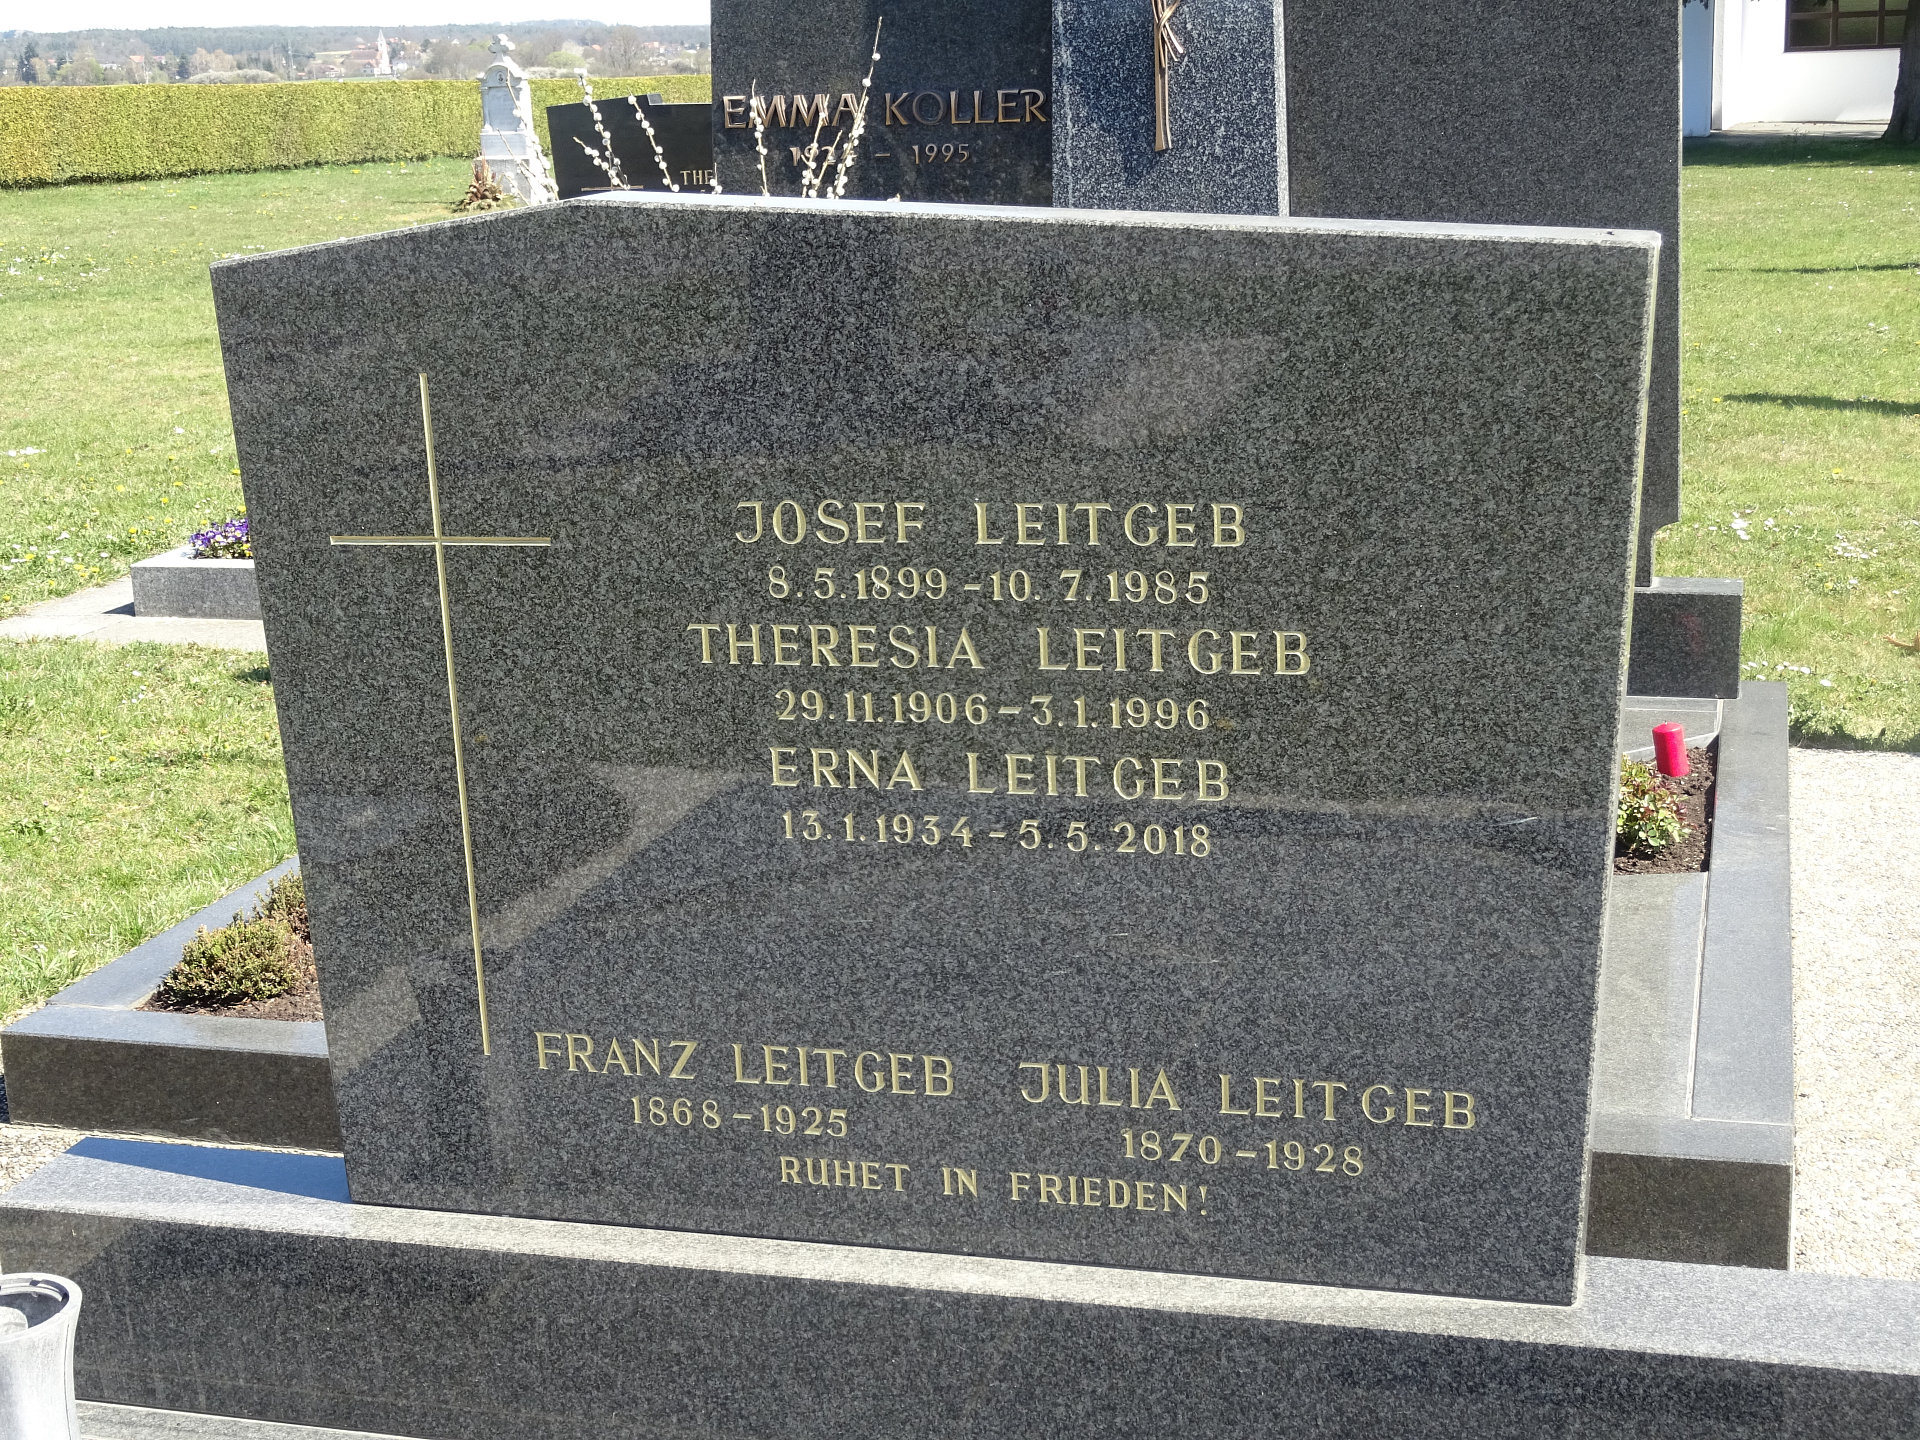 EMMA KOLLER
– 1995
THE
JOSEF LEITGEB
8.5.1899 – 10.7.1985
THERESIA LEITGEB
29.11.1906 – 3.1.1996
ERNA LEITGEB
13.1.1934 – 5.5.2018
FRANZ LEITGEB JULIA LEITGEB
1868 – 1925 1870 – 1928
RUHET IN FRIEDEN!